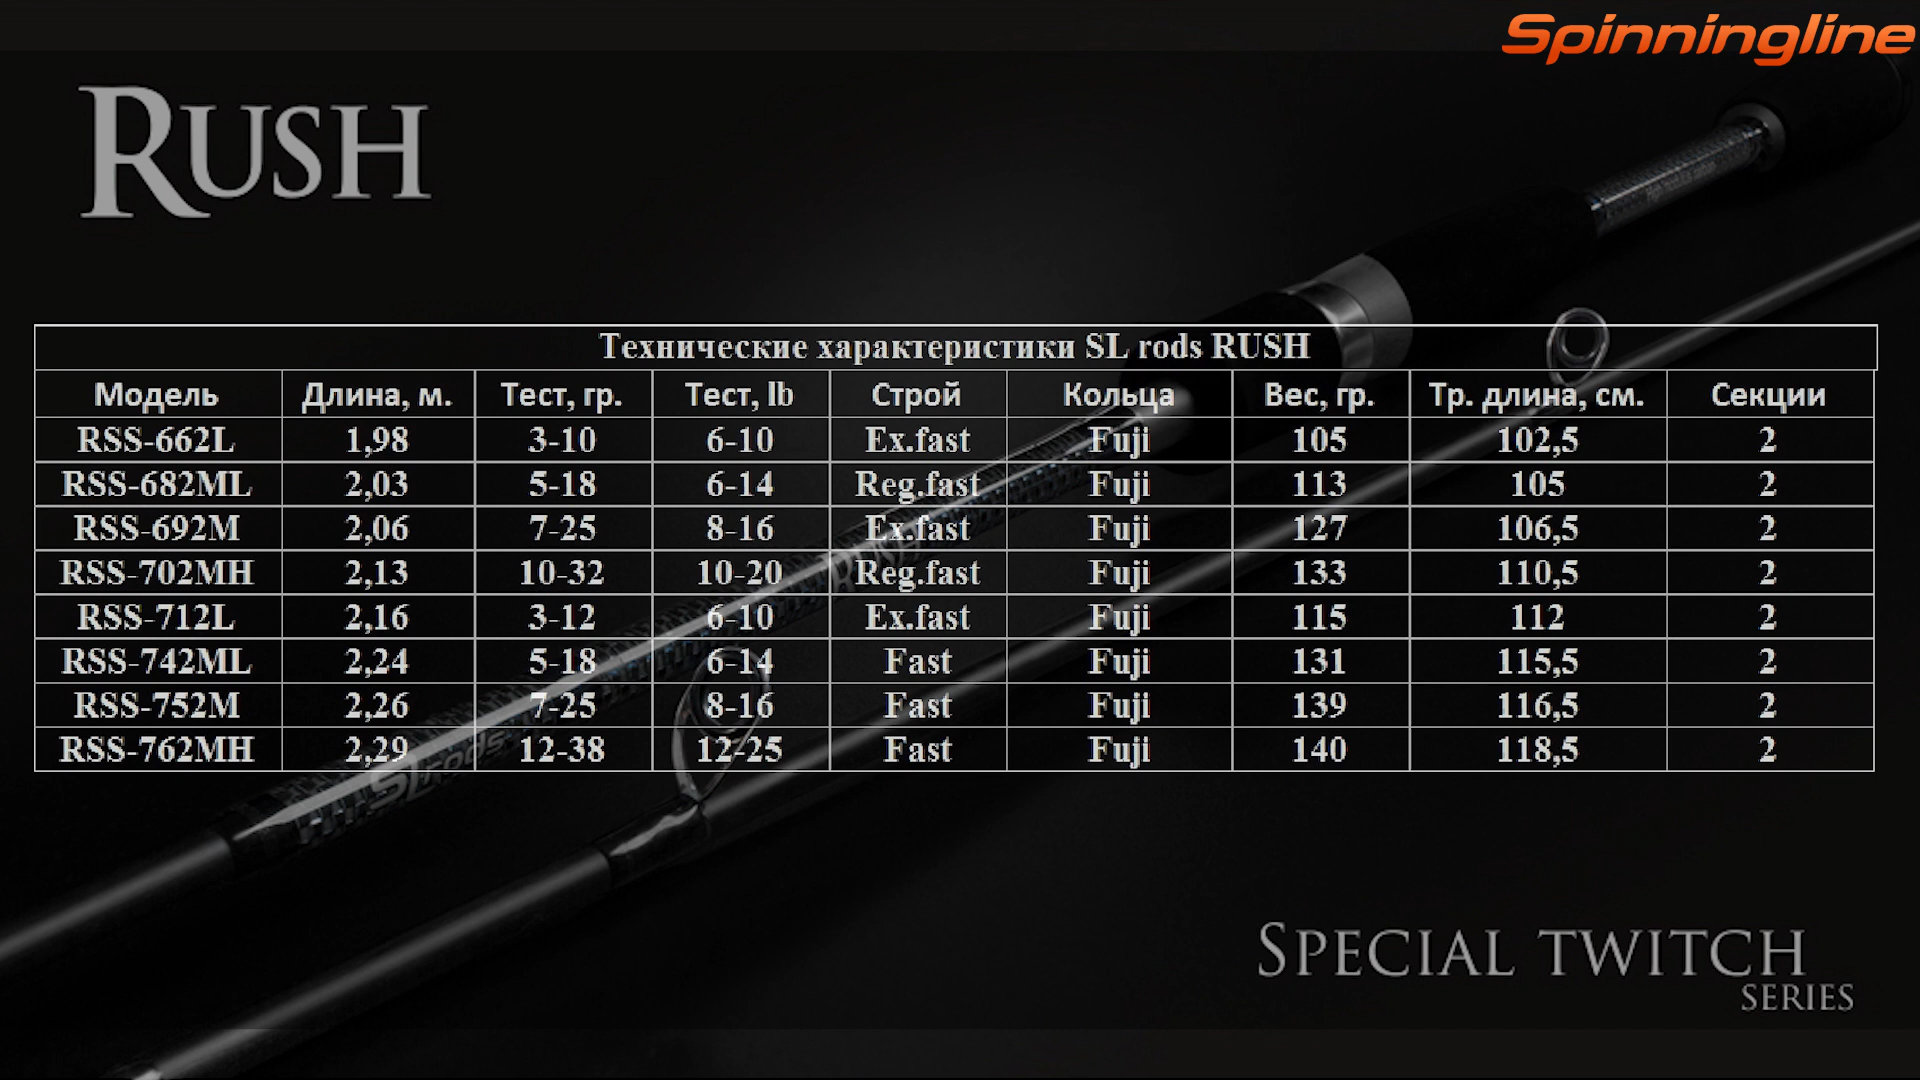 Spinningline
RUSH
Технические характеристики SL rods RUSH
Модель Длина, м. Тест, гр. Тест, lb Строй Кольца Вес, гр. Тр. длина, см. Секции
RSS-662L 1,98 3-10 6-10 Ex.fast Fuji 105 102,5 2
RSS-682ML 2,03 5-18 6-14 Reg.fast Fuji 113 105 2
RSS-692M 2,06 7-25 8-16 Ex.fast Fuji 127 106,5 2
RSS-702MH 2,13 10-32 10-20 Reg.fast Fuji 133 110,5 2
RSS-712L 2,16 3-12 6-10 Ex.fast Fuji 115 112 2
RSS-742ML 2,24 5-18 6-14 Fast Fuji 131 115,5 2
RSS-752M 2,26 7-25 8-16 Fast Fuji 139 116,5 2
RSS-762MH 2,29 12-38 12-25 Fast Fuji 140 118,5 2
SL rods
SPECIAL TWITCH
SERIES